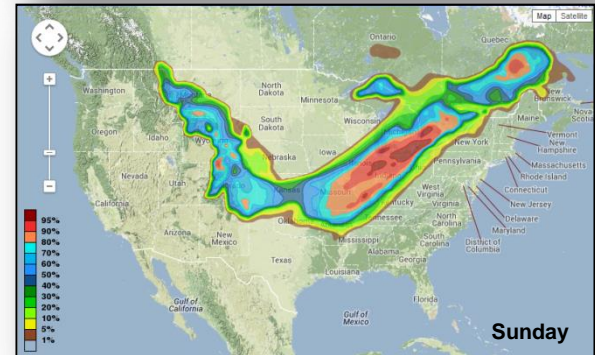 Map Satellite
Ontario
Quebec
Washington
North
Dakota
Minnesota
New
Brunswick
Nova
Scotia
Maine
Oregon
Idaho
South
Dakota
Wisconsin
Vermont
New
Hampshire
Massachusetts
Rhode Island
Connecticut
New Jersey
Delaware
Maryland
District of
Columbia
New York
Iowa
Nebraska
Nevada
Utah
Pennsylvania
California
West
Virginia
Virginia
Arizona
New
Mexico
Tennessee
North
Carolina
South
Carolina
Mississippi
Alabama
Georgia
Texas
Louisiana
Florida
Gulf of
California
Gulf of
Mexico
95%
90%
80%
70%
60%
50%
40%
30%
20%
10%
5%
1%
Sunday